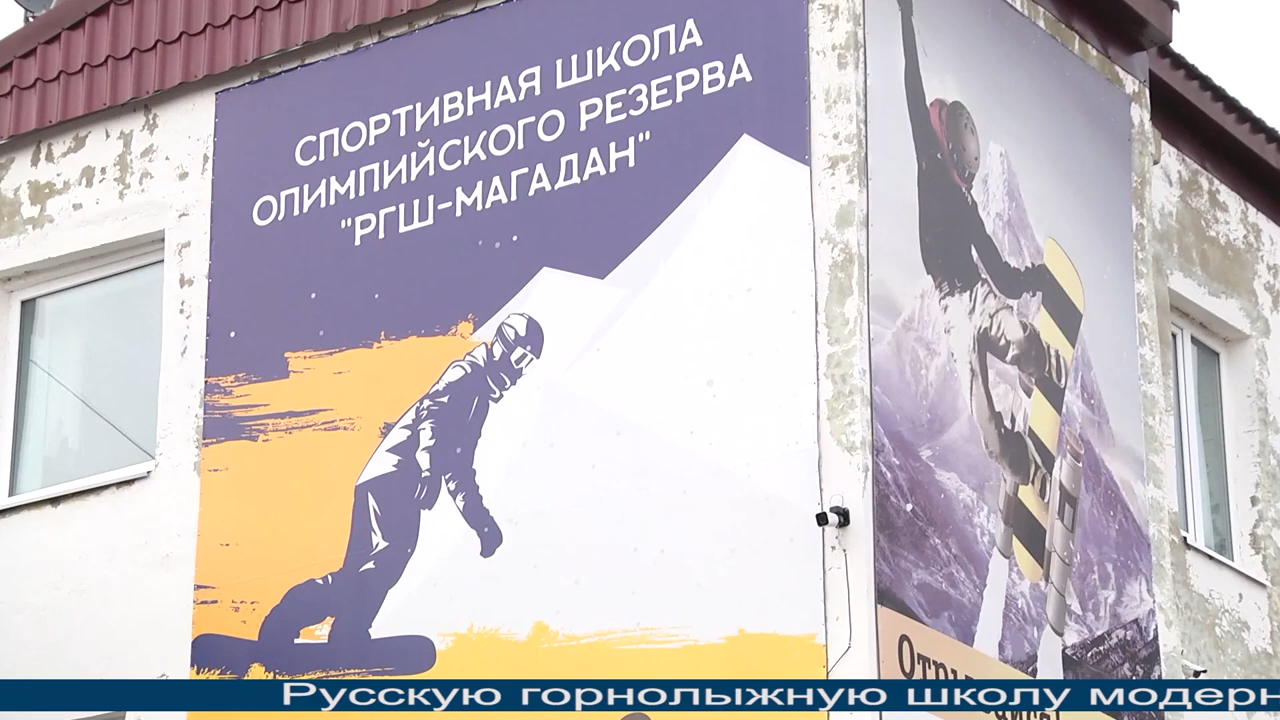 СПОРТИВНАЯ ШКОЛА
ОЛИМПИЙСКОГО РЕЗЕРВА
"РГШ-МАГАДАН"
Русскую горнолыжную школу модерн